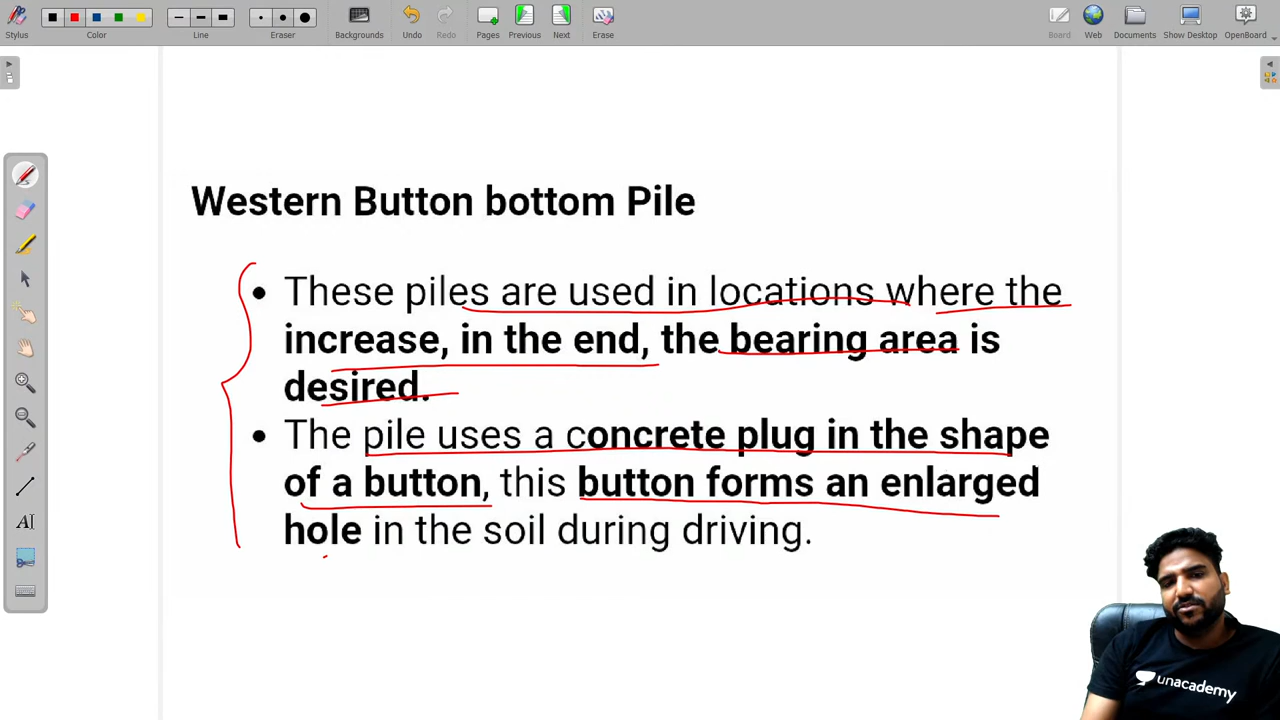 Stylus
Color
Line
Eraser
Backgrounds
Undo
Redo
Pages
Previous
Next
Erase
Board
Web
Documents
Show Desktop
OpenBoard
Western Button bottom Pile
• These piles are used in locations where the
increase, in the end, the bearing area is
desired.
• The pile uses a concrete plug in the shape
of a button, this button forms an enlarged
hole in the soil during driving.
AI
unacademy